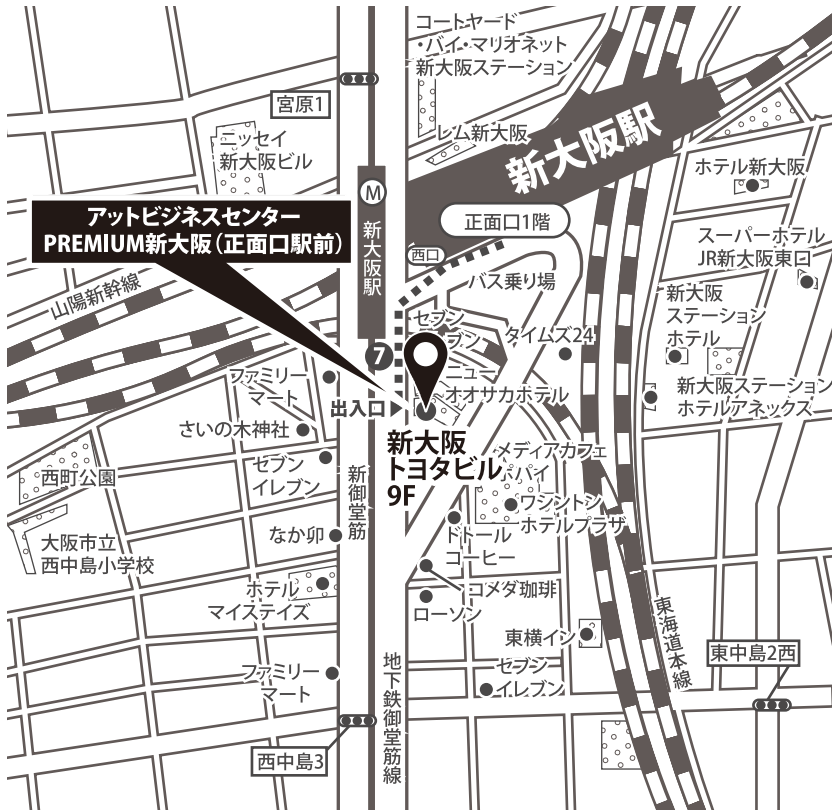 コートヤード
・バイ・マリオネット
新大阪ステーション
宮原1
ニッセイ
新大阪ビル
レム新大阪
新大阪駅
ホテル新大阪
M
アットビジネスセンター
PREMIUM新大阪（正面口駅前）
新大阪駅
正面口1階
西口
スーパーホテル
JR新大阪東口
バス乗り場
山陽新幹線
新大阪
ステーション
ホテル
セブン
ブン
タイムズ24
7
ファミリー
マート
ニュー
オオサカホテル
新大阪ステーション
ホテルアネックス
出入口
さいの木神社
新大阪
トヨタビル
9F
セブン
イレブン
新御堂筋
メディアカフェ
ポパイ
西町公園
ワシントン
ホテルプラザ
大阪市立
西中島小学校
なか卯
ドトール
コーヒー
ホテル
マイステイズ
コメダ珈琲
ローソン
東横イン
東海道本線
東中島2西
地下鉄御堂筋線
ファミリー
マート
セブン
イレブン
西中島3